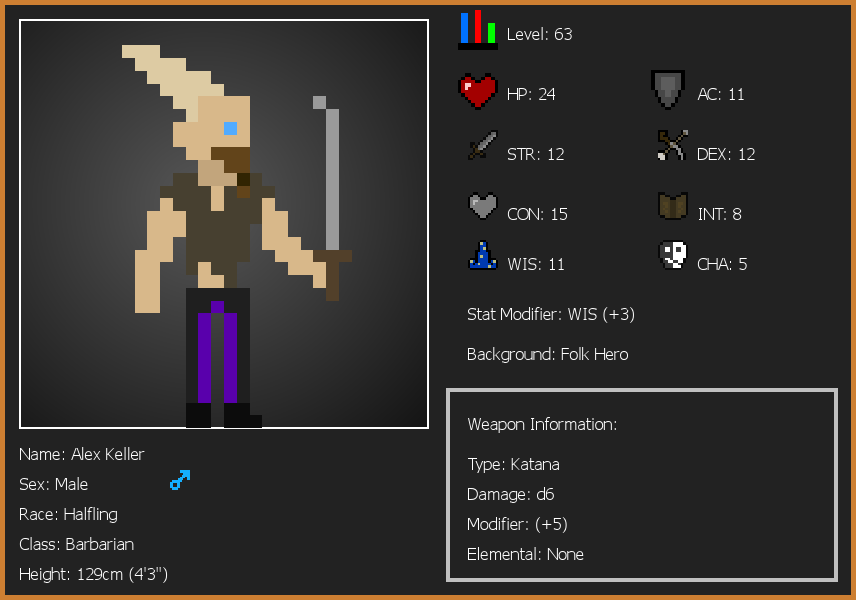 Level: 63
HP: 24
AC: 11
STR: 12
DEX: 12
CON: 15
INT: 8
WIS: 11
CHA: 5
Stat Modifier: WIS (+3)
Background: Folk Hero
Weapon Information:
Type: Katana
Damage: d6
Modifier: (+5)
Elemental: None
Name: Alex Keller
Sex: Male
Race: Halfling
Class: Barbarian
Height: 129cm (4'3")